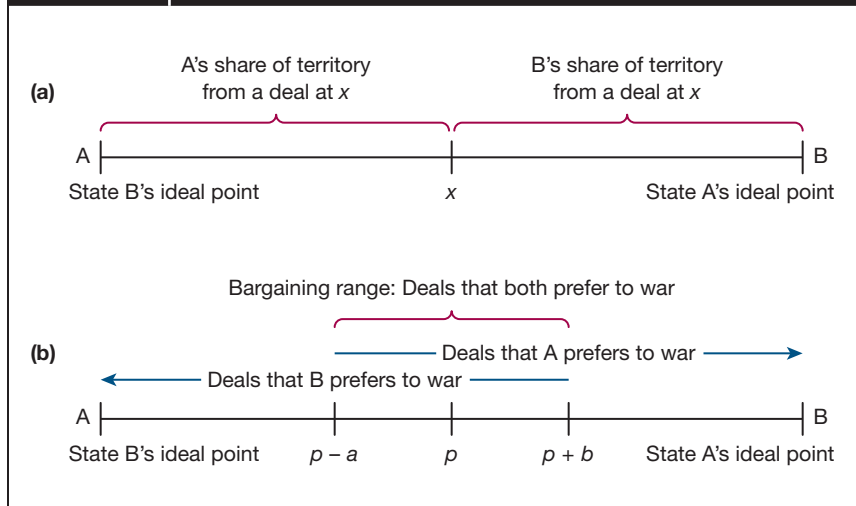 A's share of territory
from a deal at x
B's share of territory
from a deal at x
(a)
A
B
State B's ideal point
x
State A's ideal point
Bargaining range: Deals that both prefer to war
(b)
Deals that A prefers to war
Deals that B prefers to war
A
B
State B's ideal point
p – a
p
p + b
State A's ideal point